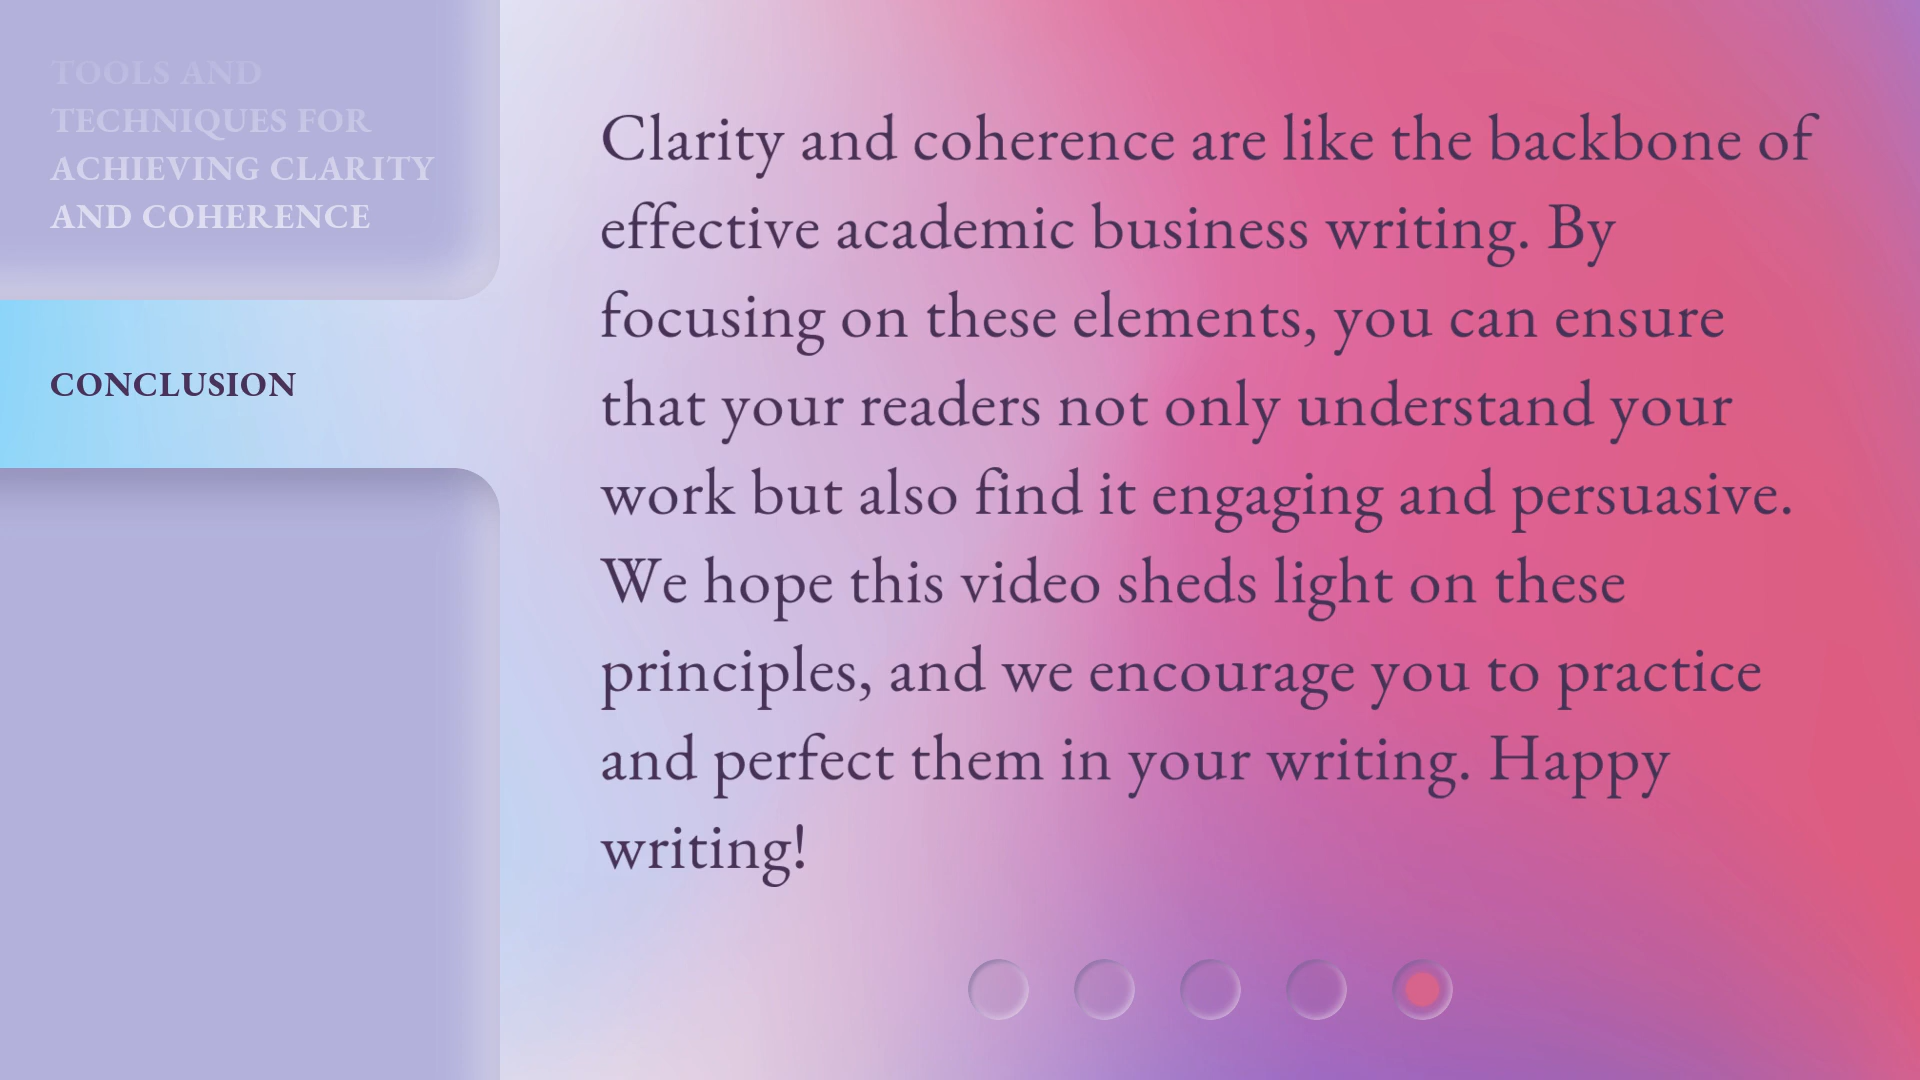 TOOLS AND
TECHNIQUES FOR
ACHIEVING CLARITY
AND COHERENCE
CONCLUSION
Clarity and coherence are like the backbone of
effective academic business writing. By
focusing on these elements, you can ensure
that your readers not only understand your
work but also find it engaging and persuasive.
We hope this video sheds light on these
principles, and we encourage you to practice
and perfect them in your writing. Happy
writing!